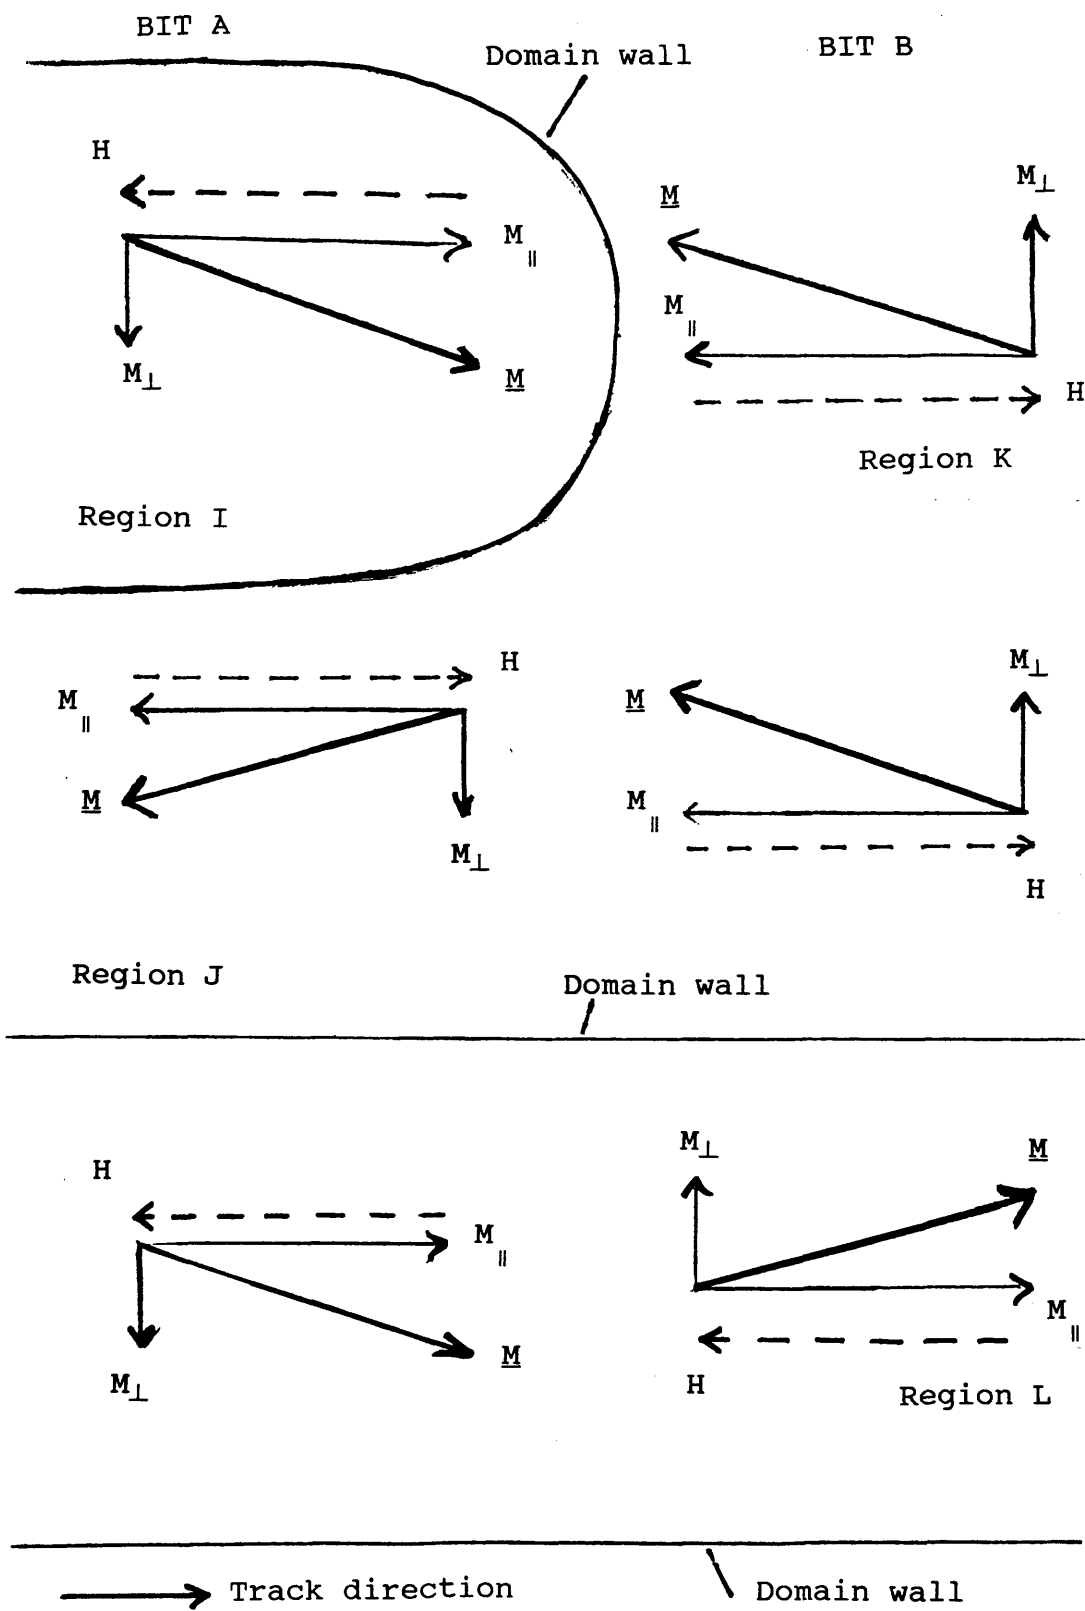 BIT A
Domain wall
BIT B
H
M∥
M⊥
M
Region I
M
M⊥
M∥
H
Region K
H
M∥
M
M⊥
Region J
M⊥
M
M∥
H
Domain wall
H
M∥
M⊥
M
M⊥
M
M∥
H
Region L
Track direction
Domain wall